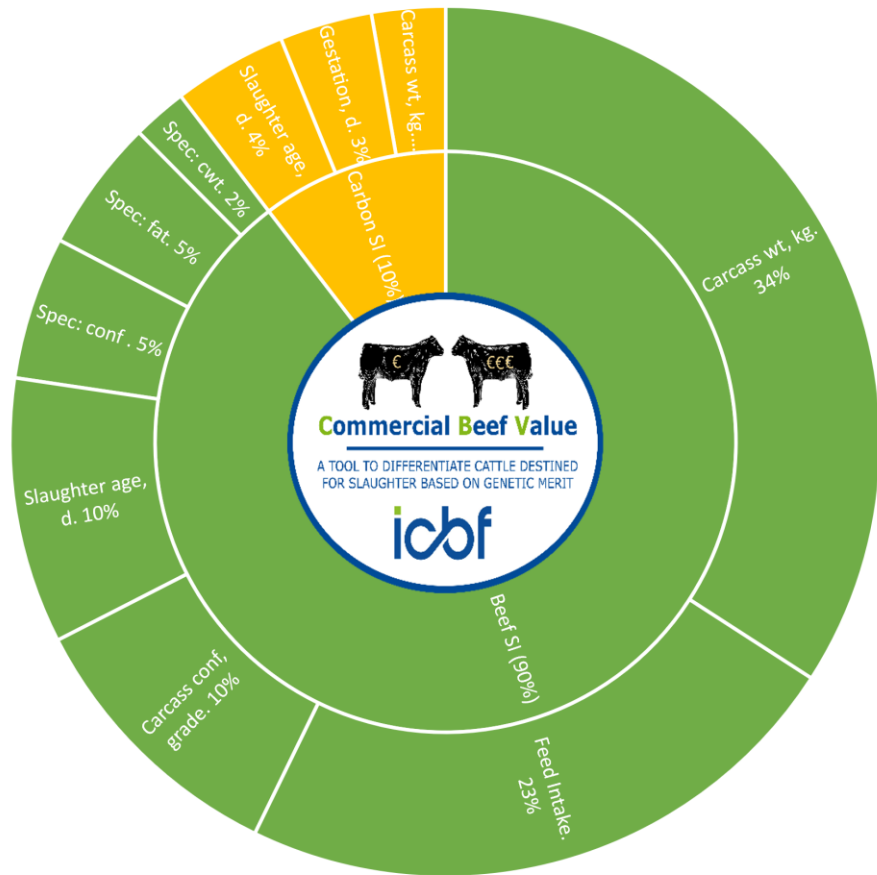 Carcass wt, kg.
34%
Feed Intake.
23%
Carcass conf,
grade. 10%
Slaughter age,
d. 10%
Spec: conf . 5%
Spec: fat. 5%
Spec: cwt. 2%
Slaughter age,
d. 4%
Gestation, d. 3%
Carcass wt, kg....
Carbon SI (10%)
Beef SI (90%)
€
€€€
Commercial Beef Value
A TOOL TO DIFFERENTIATE CATTLE DESTINED
FOR SLAUGHTER BASED ON GENETIC MERIT
icbf